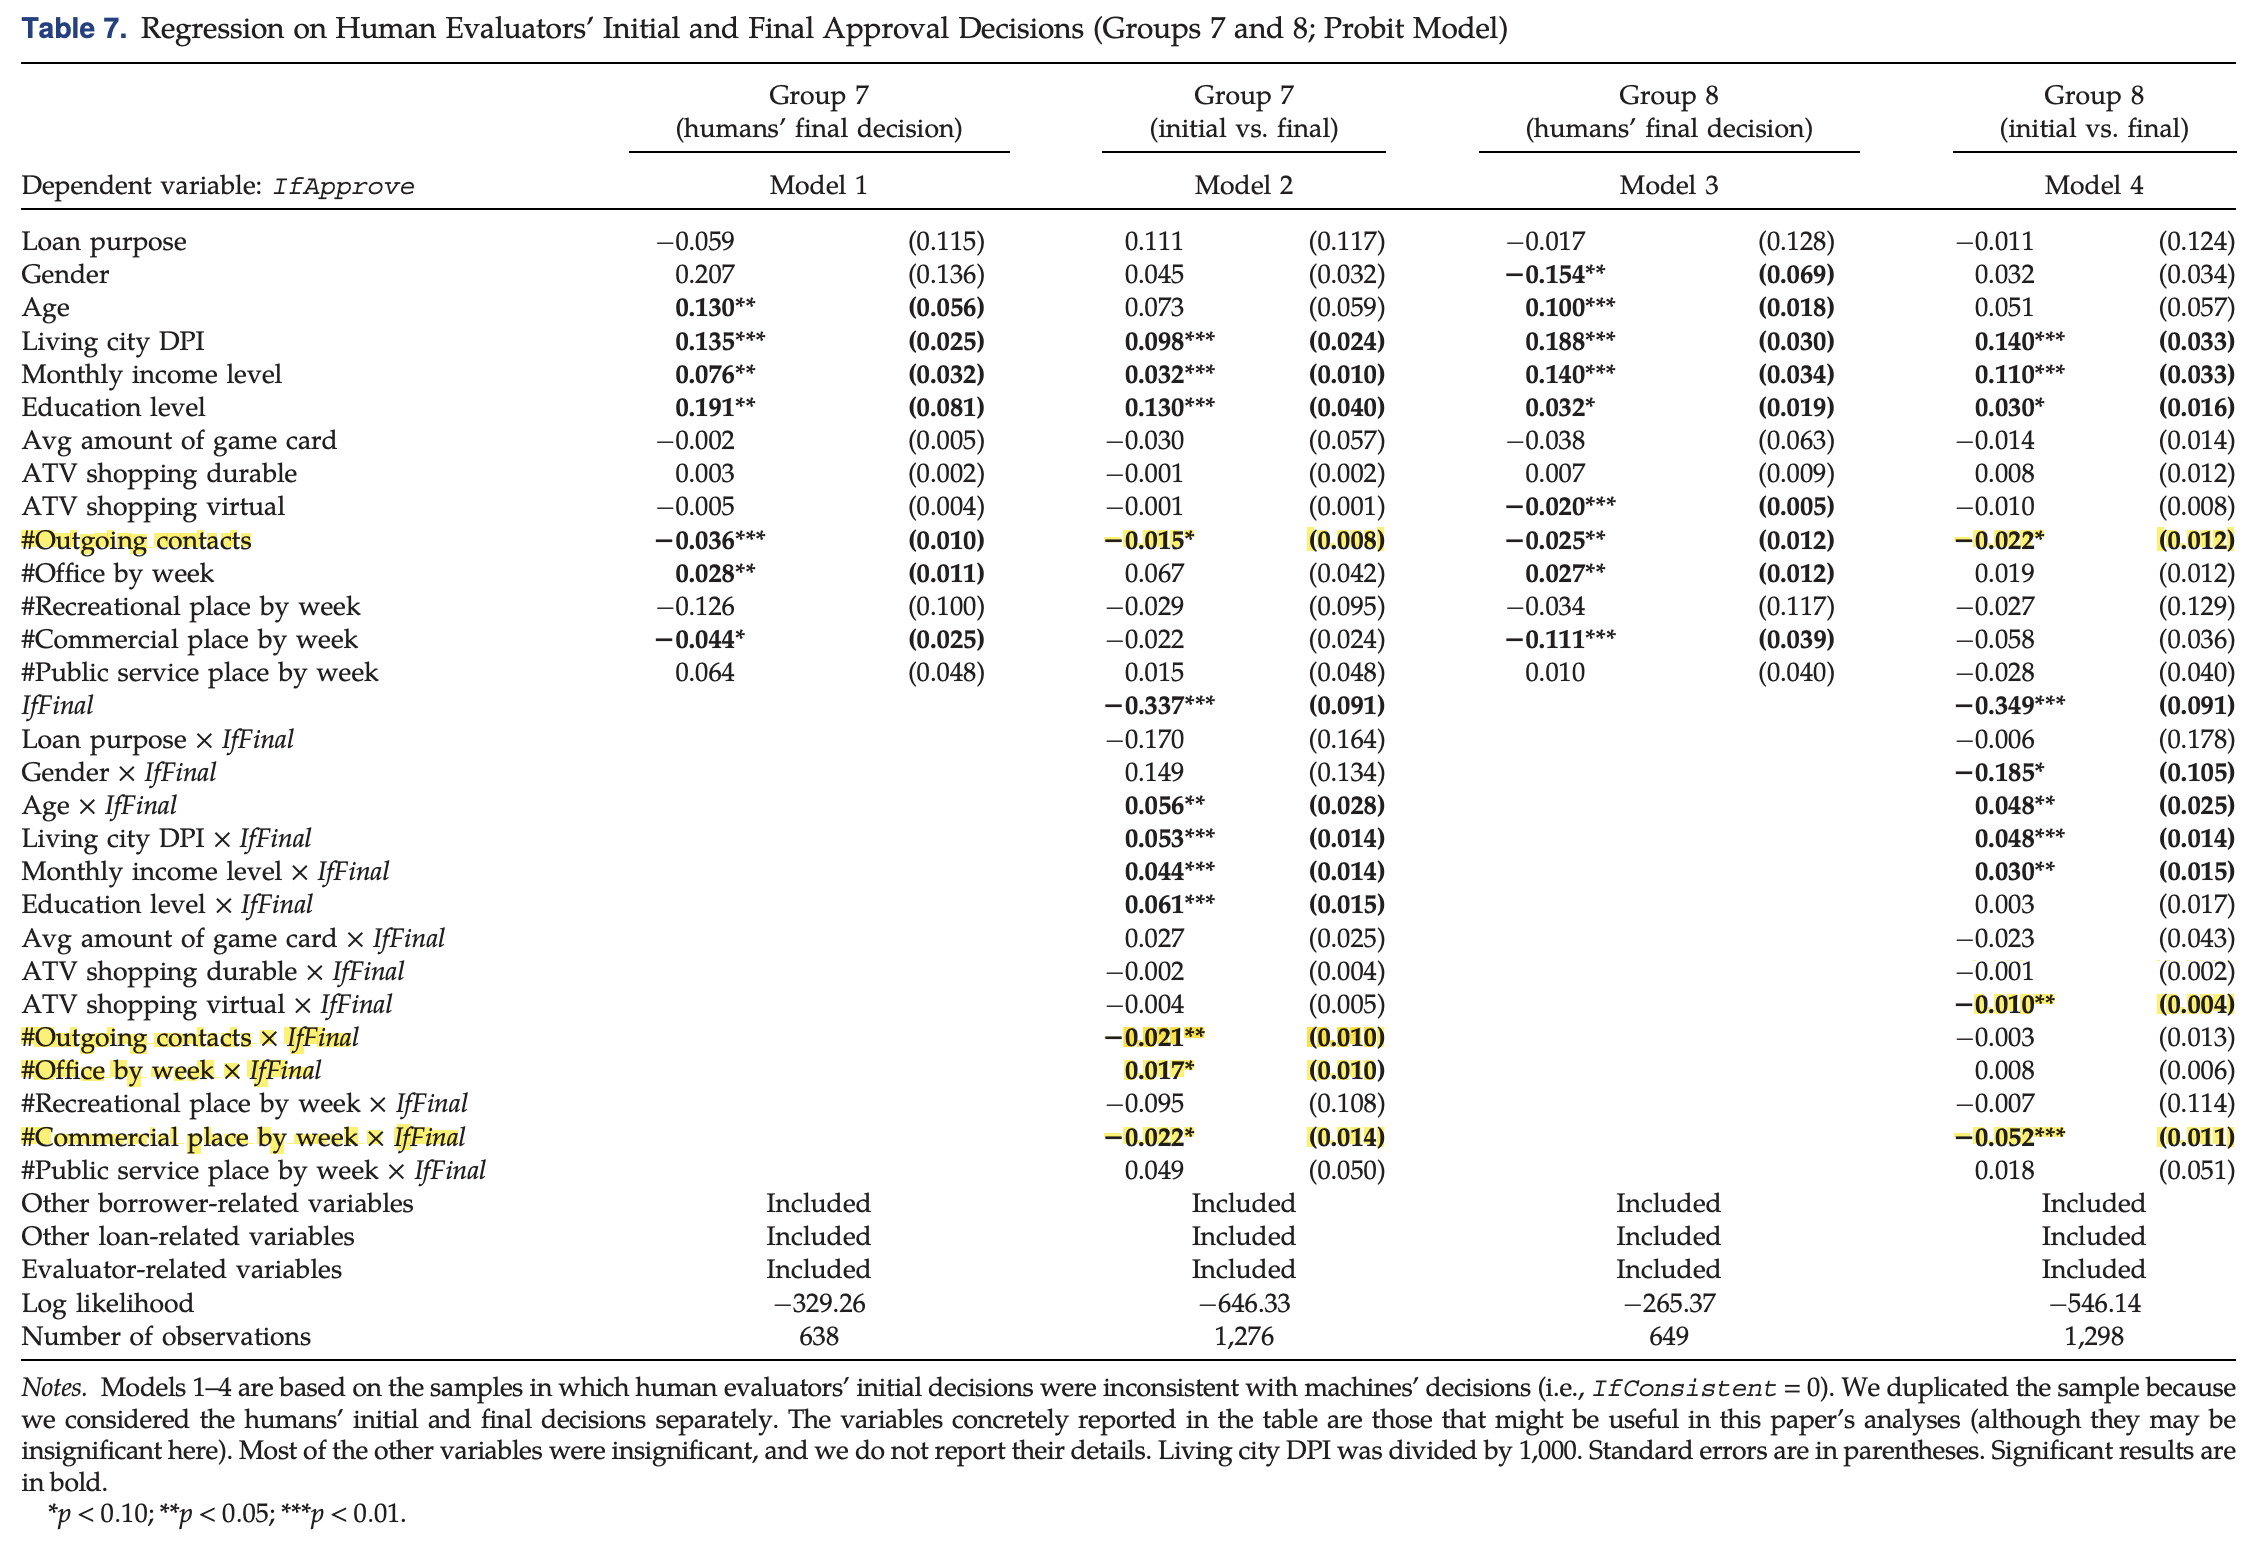 Table 7. Regression on Human Evaluators’ Initial and Final Approval Decisions (Groups 7 and 8; Probit Model)
Group 7 Group 7 Group 8 Group 8
(humans’ final decision) (initial vs. final) (humans’ final decision) (initial vs. final)
Dependent variable: IfApprove Model 1 Model 2 Model 3 Model 4
Loan purpose −0.059 (0.115) 0.111 (0.117) −0.017 (0.128) −0.011 (0.124)
Gender 0.207 (0.136) 0.045 (0.032) −0.154** (0.069) 0.032 (0.034)
Age 0.130** (0.056) 0.073 (0.059) 0.100*** (0.018) 0.051 (0.057)
Living city DPI 0.135*** (0.025) 0.098*** (0.024) 0.188*** (0.030) 0.140*** (0.033)
Monthly income level 0.076** (0.032) 0.032*** (0.010) 0.140*** (0.034) 0.110*** (0.033)
Education level 0.191** (0.081) 0.130*** (0.040) 0.032* (0.019) 0.030* (0.016)
Avg amount of game card −0.002 (0.005) −0.030 (0.057) −0.038 (0.063) −0.014 (0.014)
ATV shopping durable 0.003 (0.002) −0.001 (0.002) 0.007 (0.009) 0.008 (0.012)
ATV shopping virtual −0.005 (0.004) −0.001 (0.001) −0.020*** (0.005) −0.010 (0.008)
#Outgoing contacts −0.036*** (0.010) −0.015* (0.008) −0.025** (0.012) −0.022* (0.012)
#Office by week 0.028** (0.011) 0.067 (0.042) 0.027** (0.012) 0.019 (0.012)
#Recreational place by week −0.126 (0.100) −0.029 (0.095) −0.034 (0.117) −0.027 (0.129)
#Commercial place by week −0.044* (0.025) −0.022 (0.024) −0.111*** (0.039) −0.058 (0.036)
#Public service place by week 0.064 (0.048) 0.015 (0.048) 0.010 (0.040) −0.028 (0.040)
IfFinal −0.337*** (0.091) −0.349*** (0.091)
Loan purpose × IfFinal −0.170 (0.164) −0.006 (0.178)
Gender × IfFinal 0.149 (0.134) −0.185* (0.105)
Age × IfFinal 0.056** (0.028) 0.048** (0.025)
Living city DPI × IfFinal 0.053*** (0.014) 0.048*** (0.014)
Monthly income level × IfFinal 0.044*** (0.014) 0.030** (0.015)
Education level × IfFinal 0.061*** (0.015) 0.003 (0.017)
Avg amount of game card × IfFinal 0.027 (0.025) −0.023 (0.043)
ATV shopping durable × IfFinal −0.002 (0.004) −0.001 (0.002)
ATV shopping virtual × IfFinal −0.004 (0.005) −0.010** (0.004)
#Outgoing contacts × IfFinal −0.021** (0.010) −0.003 (0.013)
#Office by week × IfFinal 0.017* (0.010) 0.008 (0.006)
#Recreational place by week × IfFinal −0.095 (0.108) −0.007 (0.114)
#Commercial place by week × IfFinal −0.022* (0.014) −0.052*** (0.011)
#Public service place by week × IfFinal 0.049 (0.050) 0.018 (0.051)
Other borrower-related variables Included Included Included Included
Other loan-related variables Included Included Included Included
Evaluator-related variables Included Included Included Included
Log likelihood −329.26 −646.33 −265.37 −546.14
Number of observations 638 1,276 649 1,298
Notes. Models 1–4 are based on the samples in which human evaluators’ initial decisions were inconsistent with machines’ decisions (i.e., IfConsistent = 0). We duplicated the sample because
we considered the humans’ initial and final decisions separately. The variables concretely reported in the table are those that might be useful in this paper’s analyses (although they may be
insignificant here). Most of the other variables were insignificant, and we do not report their details. Living city DPI was divided by 1,000. Standard errors are in parentheses. Significant results are
in bold.
*p < 0.10; **p < 0.05; ***p < 0.01.